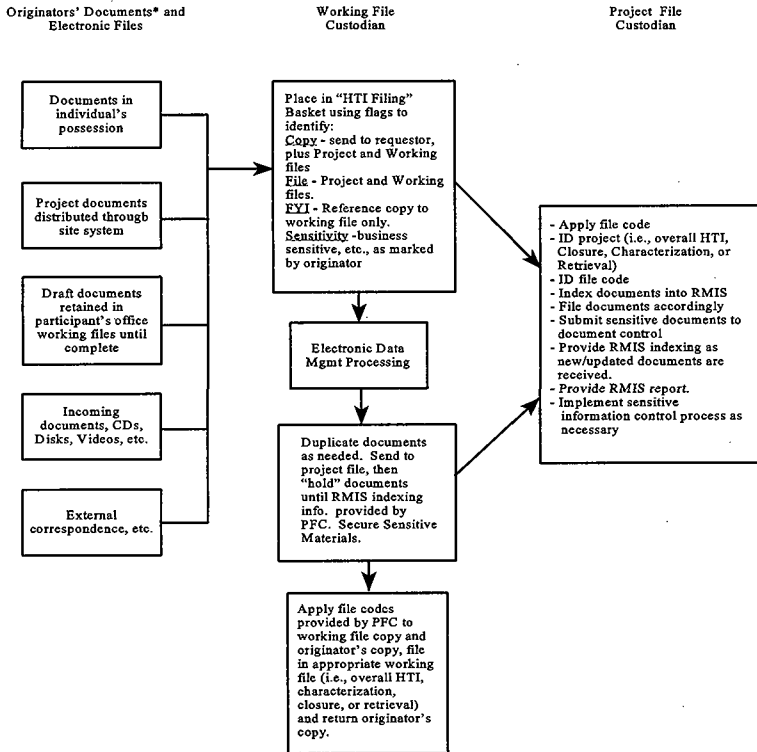 Originators' Documents* and
Electronic Files
Working File
Custodian
Project File
Custodian
Documents in
individual's
possession
Project documents
distributed through
site system
Draft documents
retained in
participant's office
working files until
complete
Incoming
documents, CDs,
Disks, Videos, etc.
External
correspondence, etc.
Place in "HTI Filing"
Basket using flags to
identify:
Copy - send to requestor,
plus Project and Working
files
File - Project and Working
files.
FYI - Reference copy to
working file only.
Sensitivity -business
sensitive, etc., as marked
by originator
Electronic Data
Mgmt Processing
Duplicate documents
as needed. Send to
project file, then
"hold" documents
until RMIS indexing
info. provided by
PFC. Secure Sensitive
Materials.
Apply file codes
provided by PFC to
working file copy and
originator's copy, file
in appropriate working
file (i.e., overall HTI,
characterization,
closure, or retrieval)
and return originator's
copy.
- Apply file code
- ID project (i.e., overall HTI,
Closure, Characterization, or
Retrieval)
- ID file code
- Index documents into RMIS
- File documents accordingly
- Submit sensitive documents to
document control
- Provide RMIS indexing as
new/updated documents are
received.
- Provide RMIS report.
- Implement sensitive
information control process as
necessary